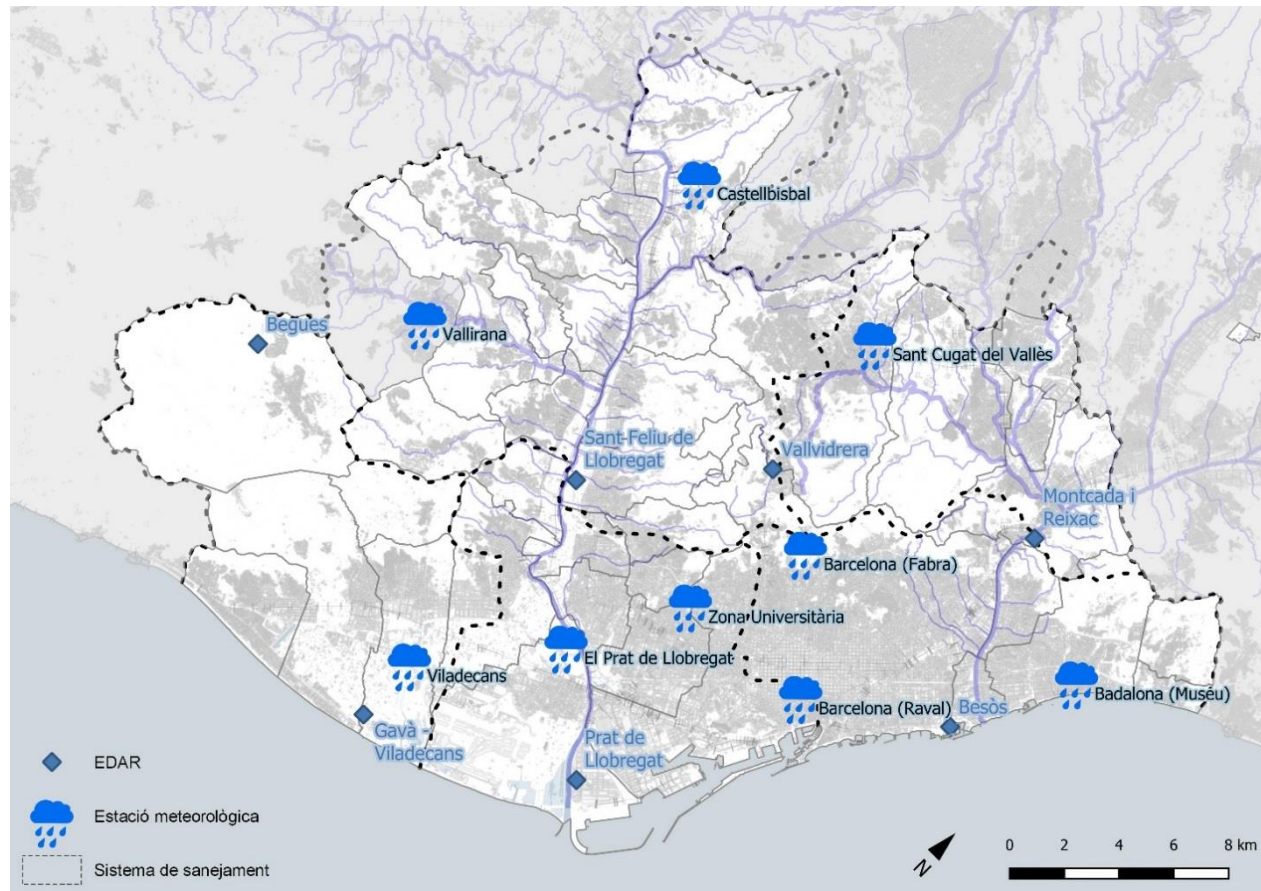 Castellbisbal
Begues
Vallirana
Sant Cugat del Vallès
Sant-Feliu de
Llobregat
Vallvidrera
Montcada i
Reixac
Barcelona (Fabra)
Zona Universitària
El Prat de Llobregat
Viladecans
Barcelona (Raval)
Besòs
Badalona (Muséu)
Gavà -
Viladecans
Prat de
Llobregat
EDAR
Estació meteorològica
Sistema de sanejament
N
0 2 4 6 8 km